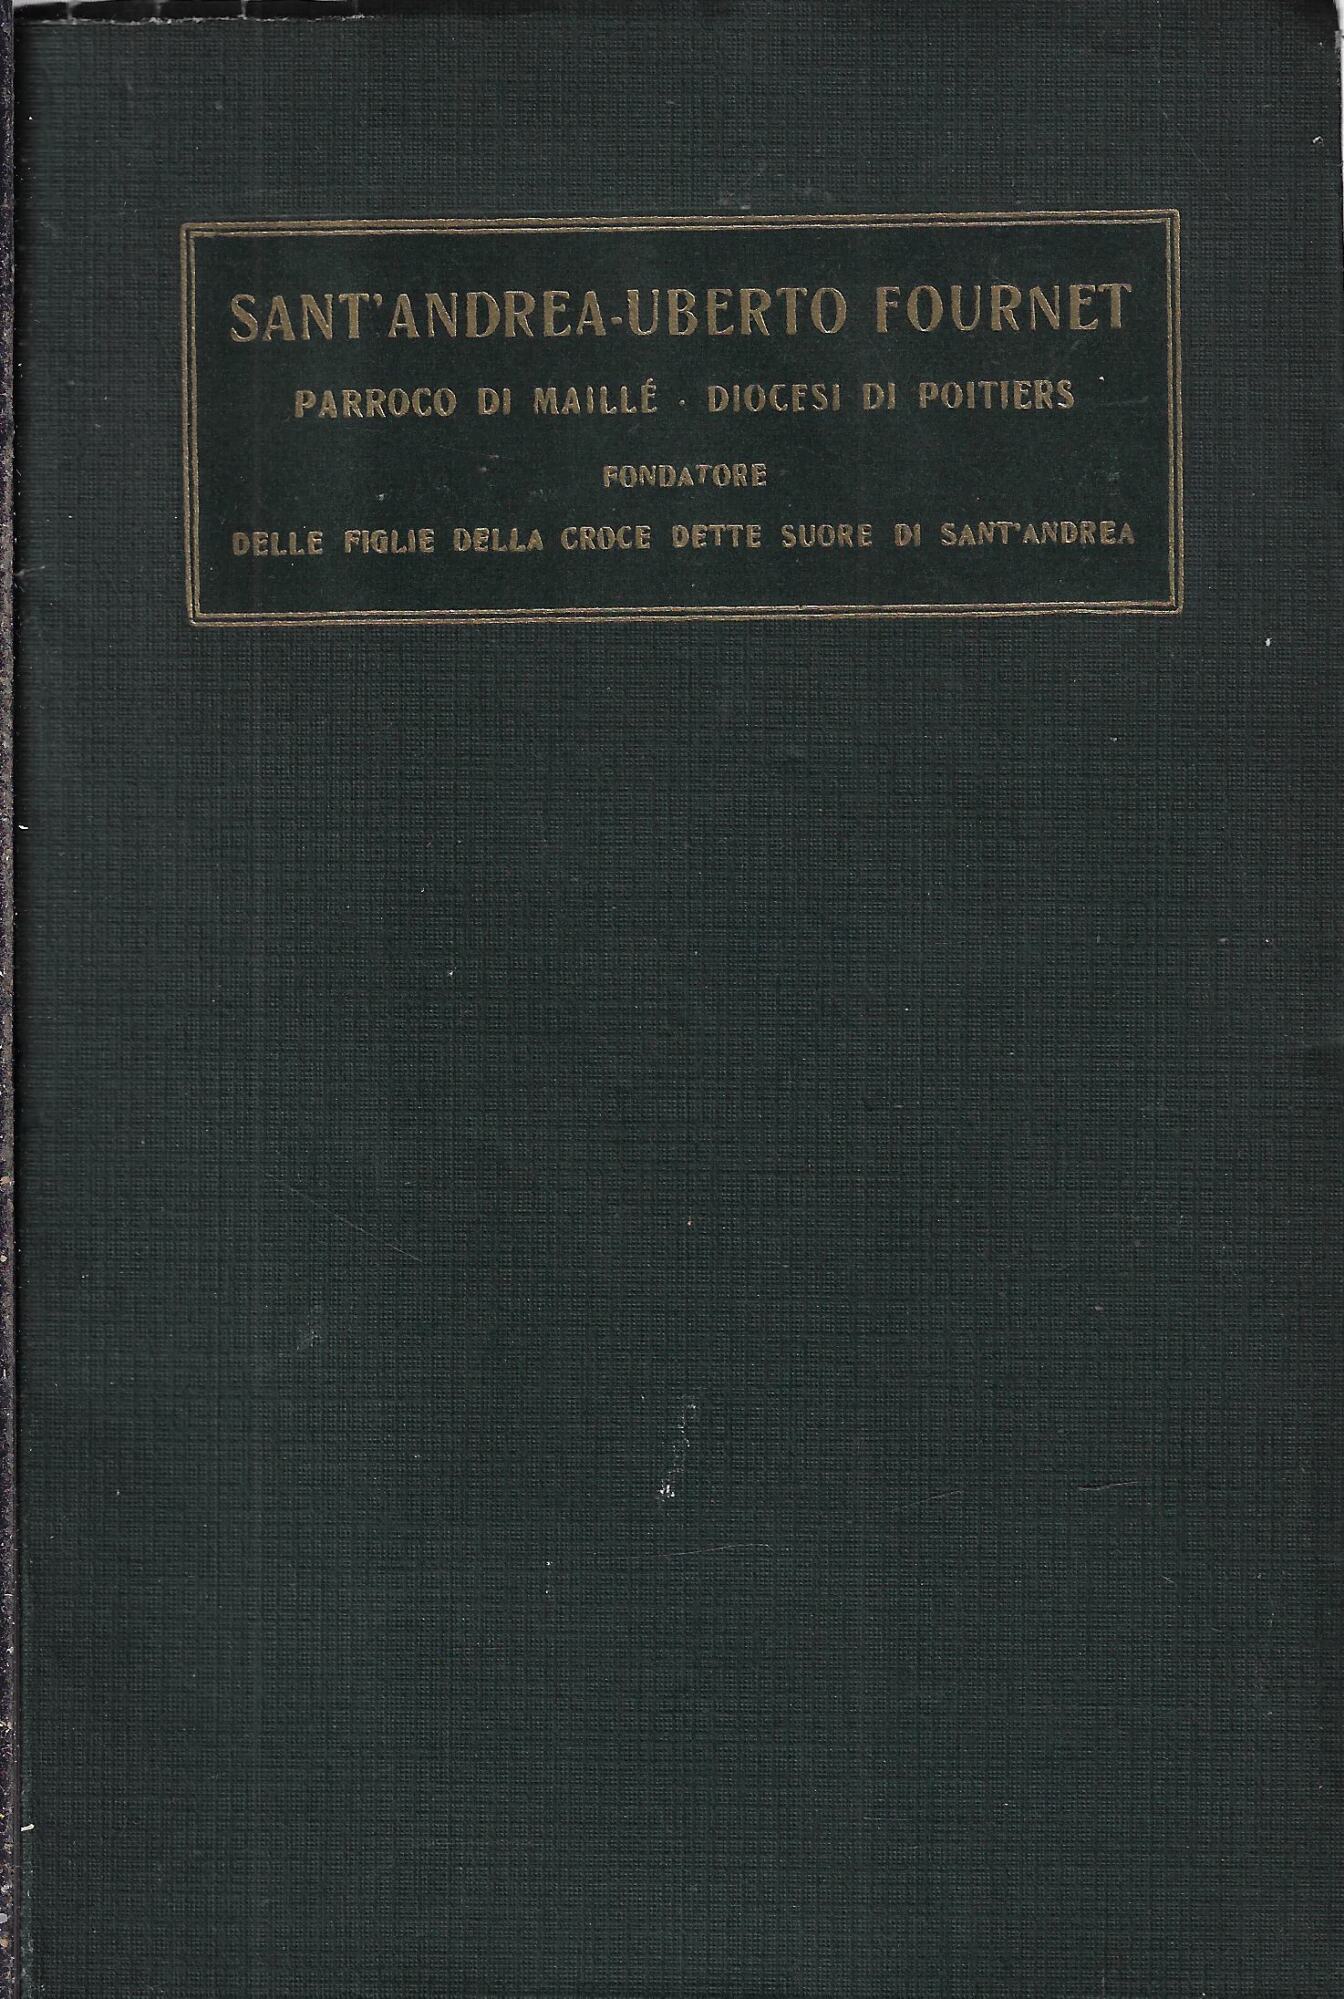 SANT'ANDREA-UBERTO FOURNET
PARROCO DI MAILLÉ · DIOCESI DI POITIERS
FONDATORE
DELLE FIGLIE DELLA CROCE DETTE SUORE DI SANT'ANDREA